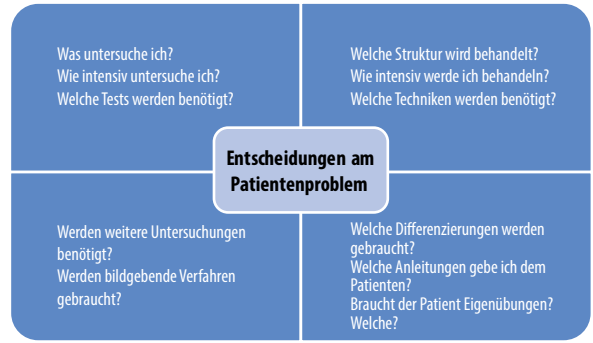 Was untersuche ich?
Wie intensiv untersuche ich?
Welche Tests werden benötigt?
Welche Struktur wird behandelt?
Wie intensiv werde ich behandeln?
Welche Techniken werden benötigt?
Entscheidungen am
Patientenproblem
Werden weitere Untersuchungen
benötigt?
Werden bildgebende Verfahren
gebraucht?
Welche Differenzierungen werden
gebraucht?
Welche Anleitungen gebe ich dem
Patienten?
Braucht der Patient Eigenübungen?
Welche?